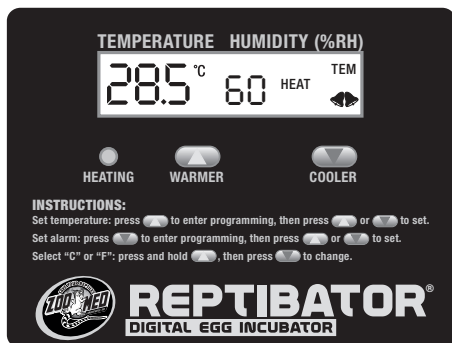 TEMPERATURE HUMIDITY (%RH)
28.5 °C 60 HEAT TEM
HEATING WARMER COOLER
INSTRUCTIONS:
Set temperature: press to enter programming, then press or to set.
Set alarm: press to enter programming, then press or to set.
Select “C” or “F”: press and hold , then press to change.
ZOO MED
REPTIBATOR®
DIGITAL EGG INCUBATOR